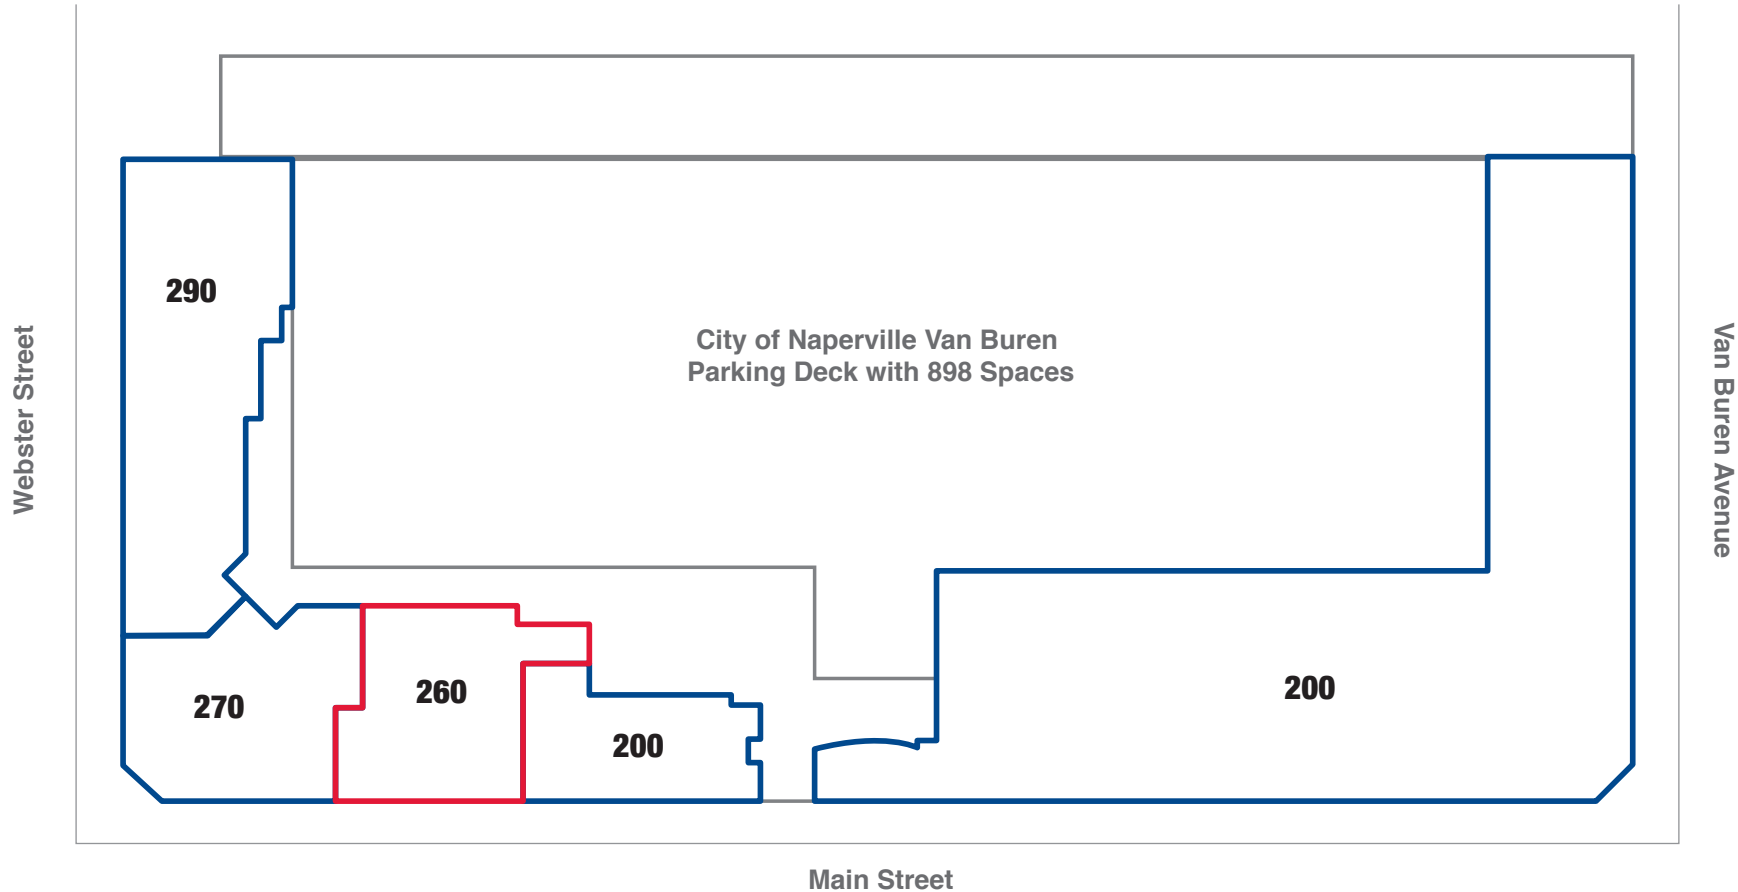 290
City of Naperville Van Buren
Parking Deck with 898 Spaces
Webster Street
Van Buren Avenue
270
260
200
200
Main Street